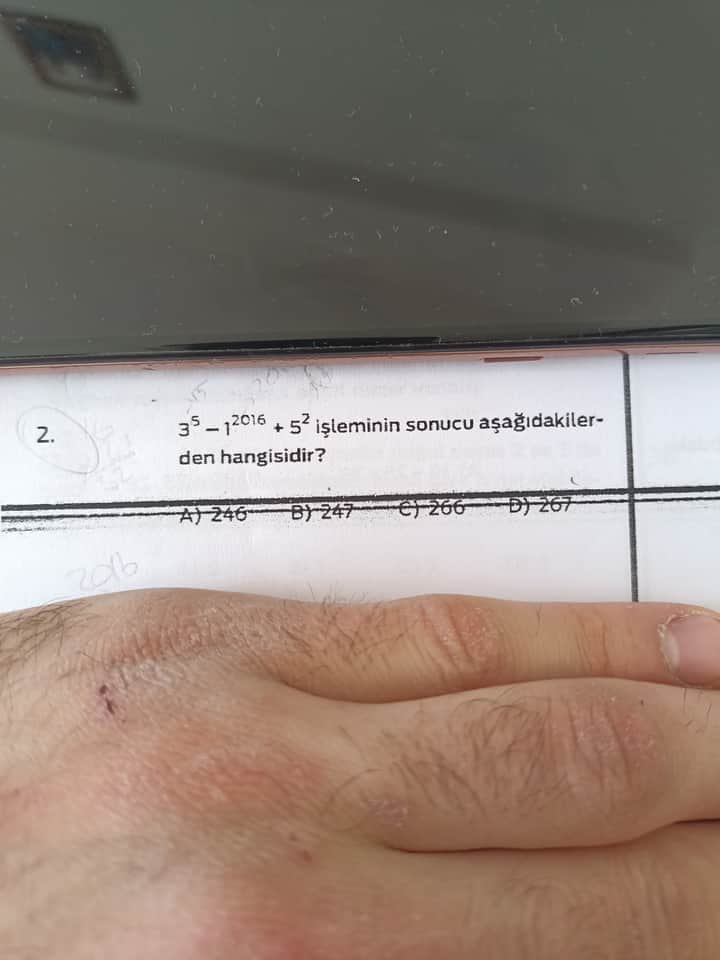 2.
3⁵ – 1²⁰¹⁶ + 5² işleminin sonucu aşağıdakiler-
den hangisidir?
A) 246 B) 247 C) 266 D) 267
2016